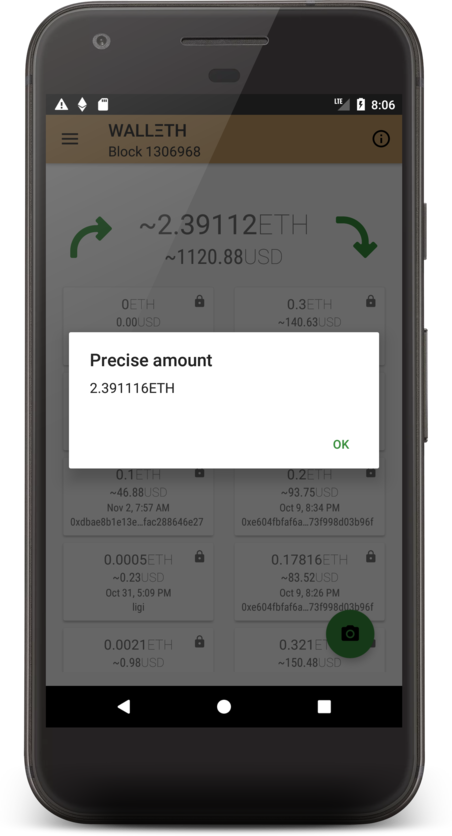 LTE 8:06
WALLΞTH
Block 1306968
~2.39112ETH
~1120.88USD
0ETH 0.3ETH
0.00USD ~140.63USD
Precise amount
2.391116ETH
OK
0.1ETH 0.2ETH
~46.88USD ~93.75USD
Nov 2, 7:57 AM Oct 9, 8:34 PM
0xdbae8b1e13e...fac288646e27 0xe604fbfaf6a...73f998d03b96f
0.0005ETH 0.17816ETH
~0.23USD ~83.52USD
Oct 31, 5:09 PM Oct 9, 8:26 PM
ligi 0xe604fbfaf6a...73f998d03b96f
0.0021ETH 0.321E
~0.98USD ~150.48USD